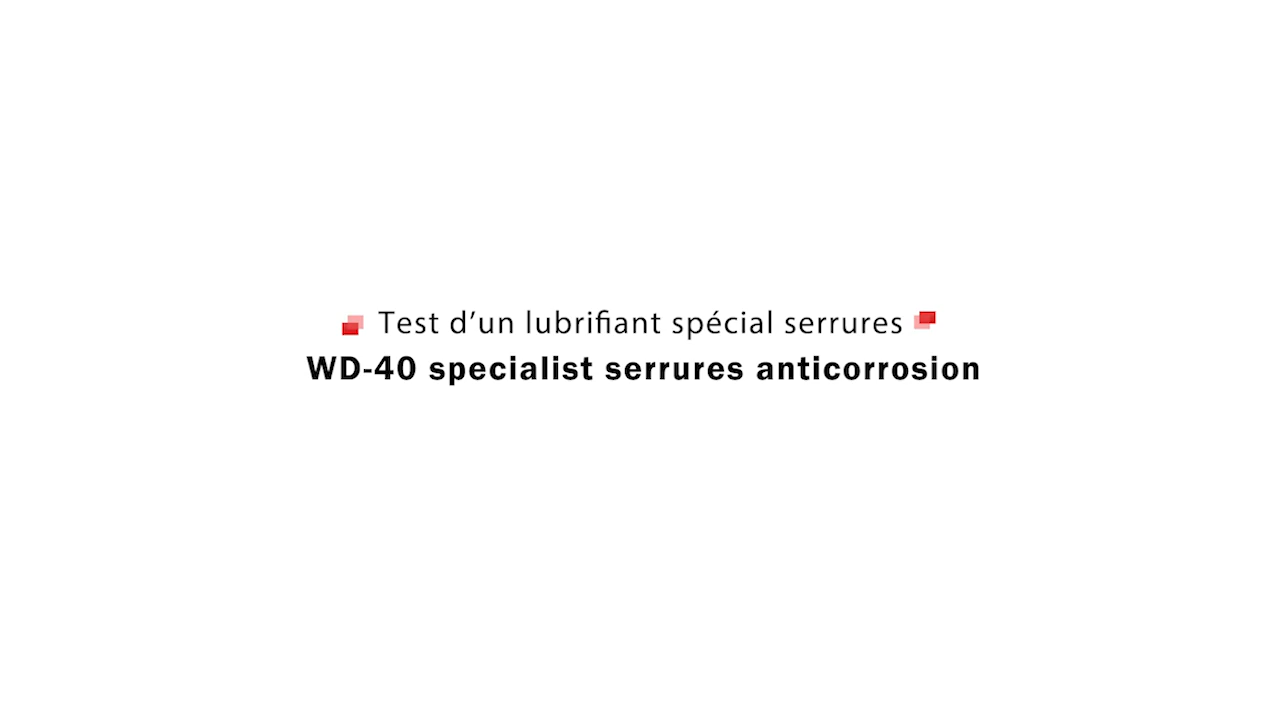 Test d’un lubrifiant spécial serrures
WD-40 specialist serrures anticorrosion